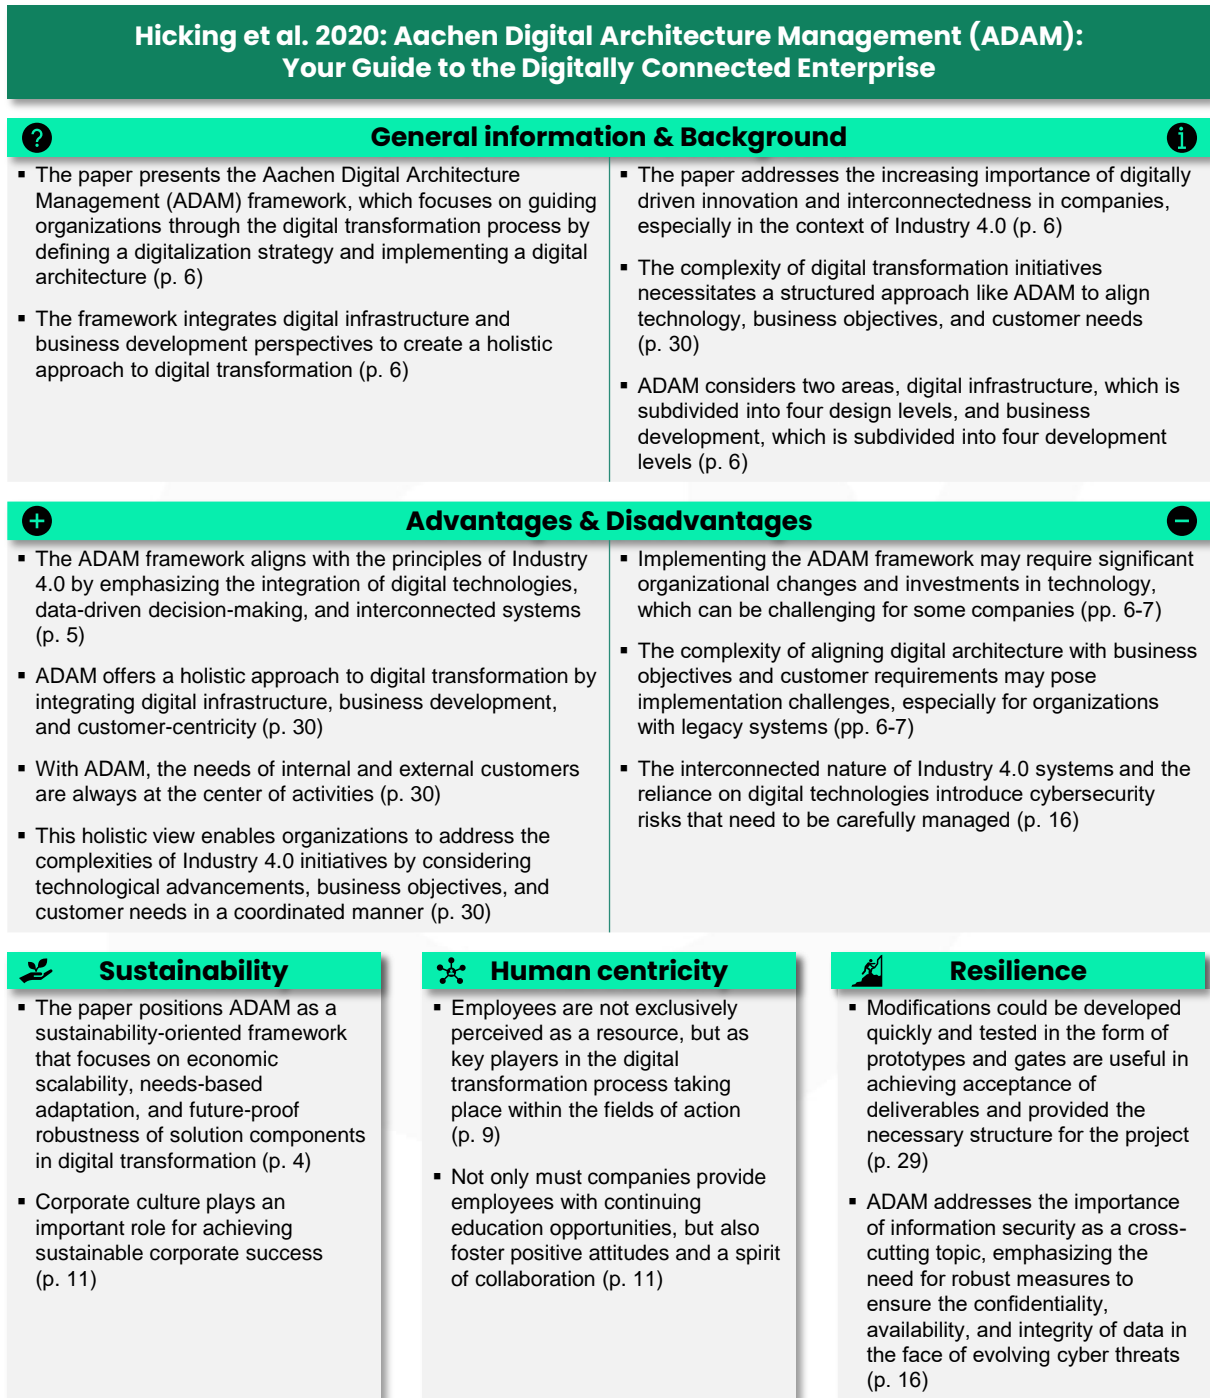 Hicking et al. 2020: Aachen Digital Architecture Management (ADAM):
Your Guide to the Digitally Connected Enterprise
General information & Background
▪ The paper presents the Aachen Digital Architecture
Management (ADAM) framework, which focuses on guiding
organizations through the digital transformation process by
defining a digitalization strategy and implementing a digital
architecture (p. 6)
▪ The framework integrates digital infrastructure and
business development perspectives to create a holistic
approach to digital transformation (p. 6)
▪ The paper addresses the increasing importance of digitally
driven innovation and interconnectedness in companies,
especially in the context of Industry 4.0 (p. 6)
▪ The complexity of digital transformation initiatives
necessitates a structured approach like ADAM to align
technology, business objectives, and customer needs
(p. 30)
▪ ADAM considers two areas, digital infrastructure, which is
subdivided into four design levels, and business
development, which is subdivided into four development
levels (p. 6)
Advantages & Disadvantages
▪ The ADAM framework aligns with the principles of Industry
4.0 by emphasizing the integration of digital technologies,
data-driven decision-making, and interconnected systems
(p. 5)
▪ ADAM offers a holistic approach to digital transformation by
integrating digital infrastructure, business development,
and customer-centricity (p. 30)
▪ With ADAM, the needs of internal and external customers
are always at the center of activities (p. 30)
▪ This holistic view enables organizations to address the
complexities of Industry 4.0 initiatives by considering
technological advancements, business objectives, and
customer needs in a coordinated manner (p. 30)
▪ Implementing the ADAM framework may require significant
organizational changes and investments in technology,
which can be challenging for some companies (pp. 6-7)
▪ The complexity of aligning digital architecture with business
objectives and customer requirements may pose
implementation challenges, especially for organizations
with legacy systems (pp. 6-7)
▪ The interconnected nature of Industry 4.0 systems and the
reliance on digital technologies introduce cybersecurity
risks that need to be carefully managed (p. 16)
Sustainability
▪ The paper positions ADAM as a
sustainability-oriented framework
that focuses on economic
scalability, needs-based
adaptation, and future-proof
robustness of solution components
in digital transformation (p. 4)
▪ Corporate culture plays an
important role for achieving
sustainable corporate success
(p. 11)
Human centricity
▪ Employees are not exclusively
perceived as a resource, but as
key players in the digital
transformation process taking
place within the fields of action
(p. 9)
▪ Not only must companies provide
employees with continuing
education opportunities, but also
foster positive attitudes and a spirit
of collaboration (p. 11)
Resilience
▪ Modifications could be developed
quickly and tested in the form of
prototypes and gates are useful in
achieving acceptance of
deliverables and provided the
necessary structure for the project
(p. 29)
▪ ADAM addresses the importance
of information security as a cross-
cutting topic, emphasizing the
need for robust measures to
ensure the confidentiality,
availability, and integrity of data in
the face of evolving cyber threats
(p. 16)